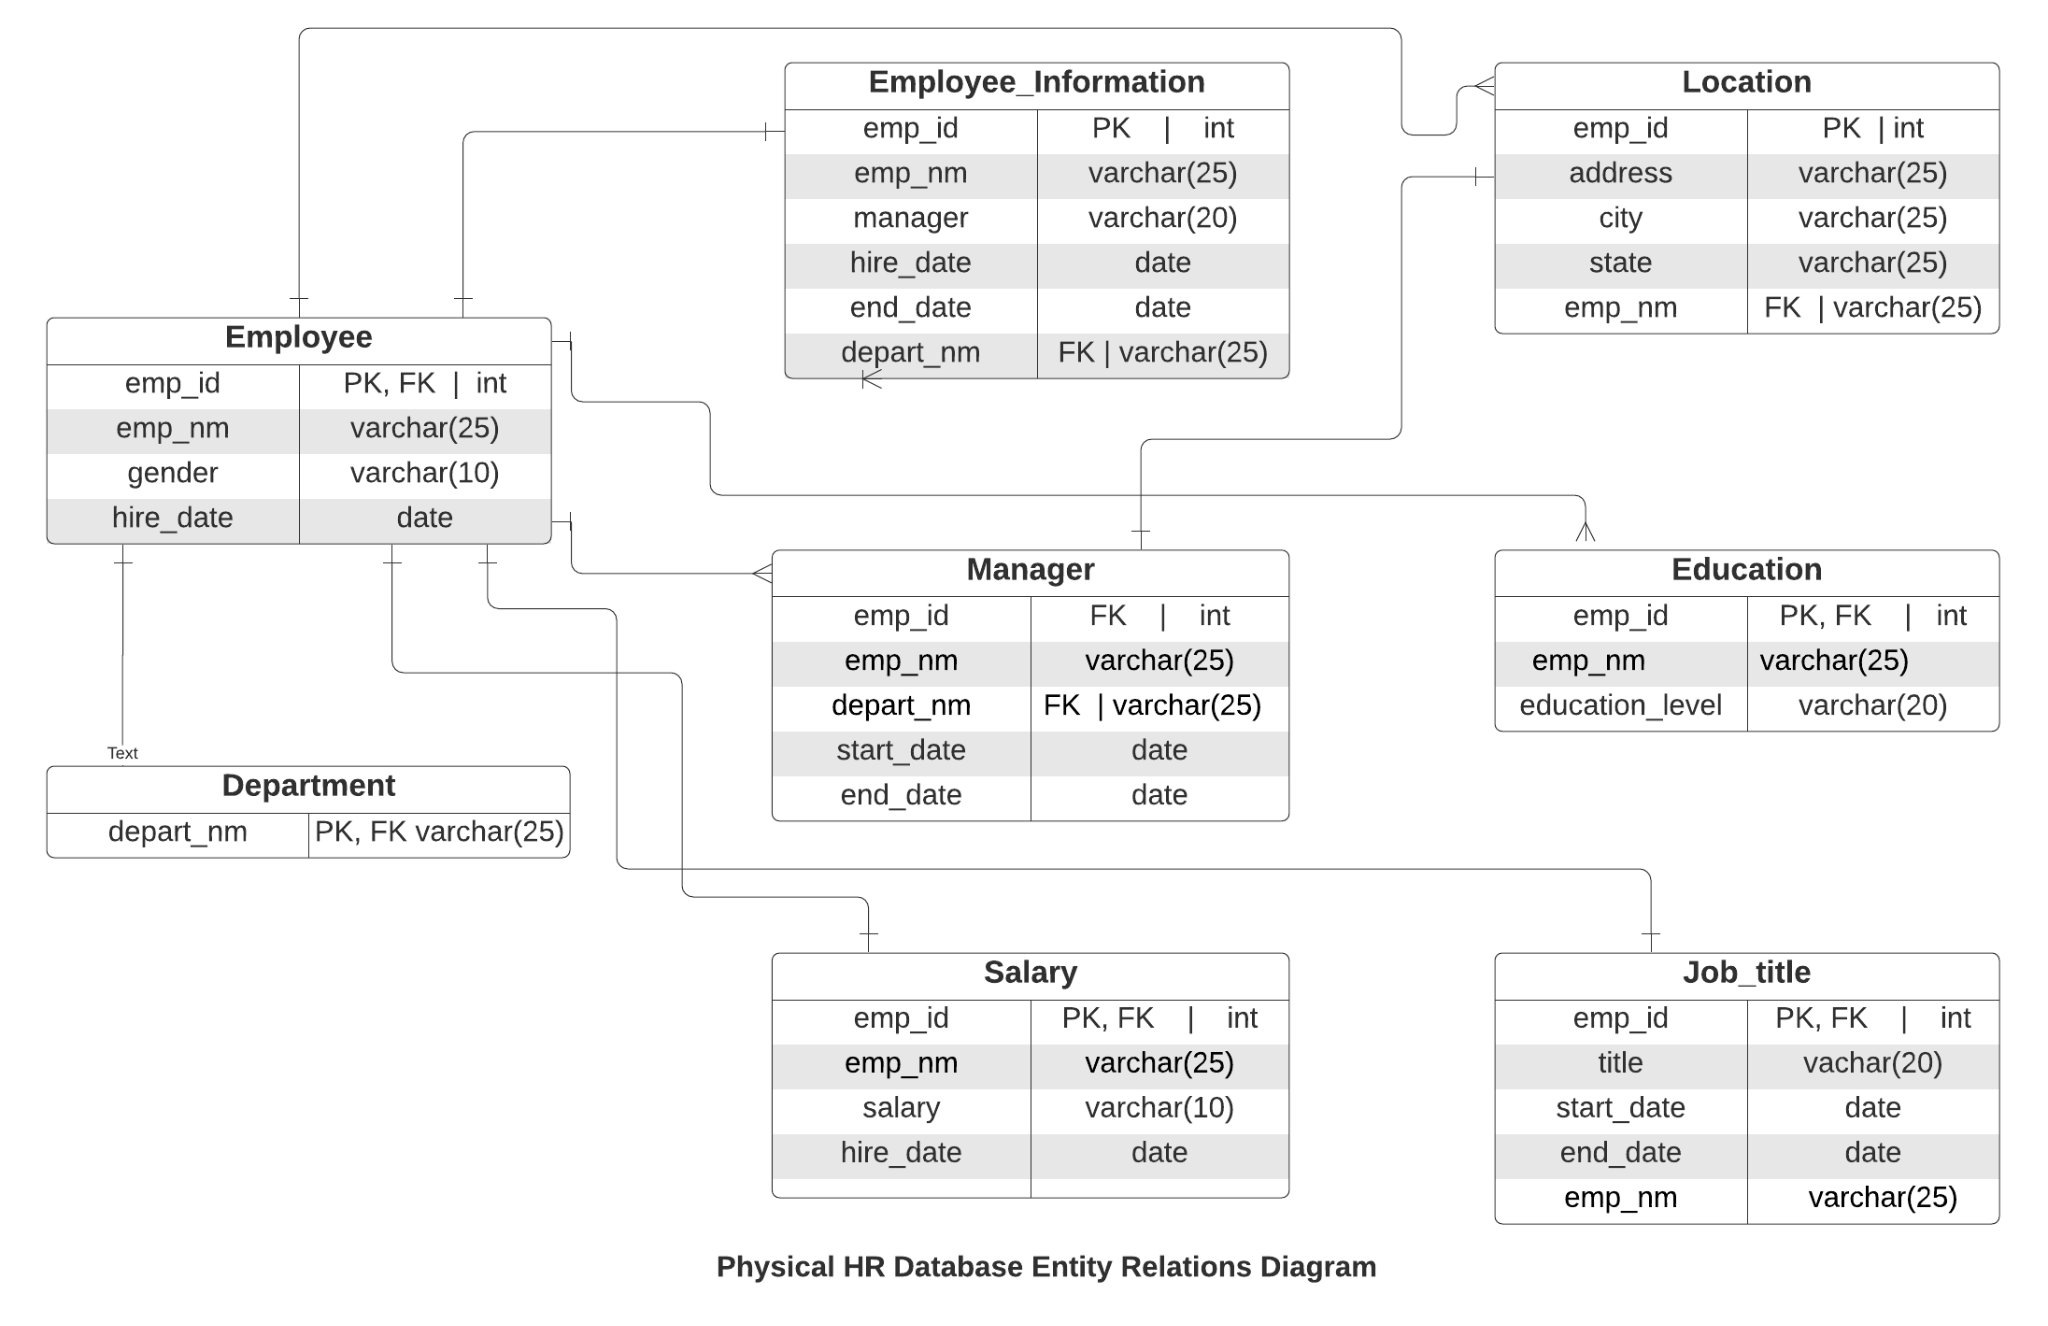 Employee_Information
emp_id PK | int
emp_nm varchar(25)
manager varchar(20)
hire_date date
end_date date
depart_nm FK | varchar(25)
Location
emp_id PK | int
address varchar(25)
city varchar(25)
state varchar(25)
emp_nm FK | varchar(25)
Employee
emp_id PK, FK | int
emp_nm varchar(25)
gender varchar(10)
hire_date date
Manager
emp_id FK | int
emp_nm varchar(25)
depart_nm FK | varchar(25)
start_date date
end_date date
Education
emp_id PK, FK | int
emp_nm varchar(25)
education_level varchar(20)
Text
Department
depart_nm PK, FK varchar(25)
Salary
emp_id PK, FK | int
emp_nm varchar(25)
salary varchar(10)
hire_date date
Job_title
emp_id PK, FK | int
title vachar(20)
start_date date
end_date date
emp_nm varchar(25)
Physical HR Database Entity Relations Diagram